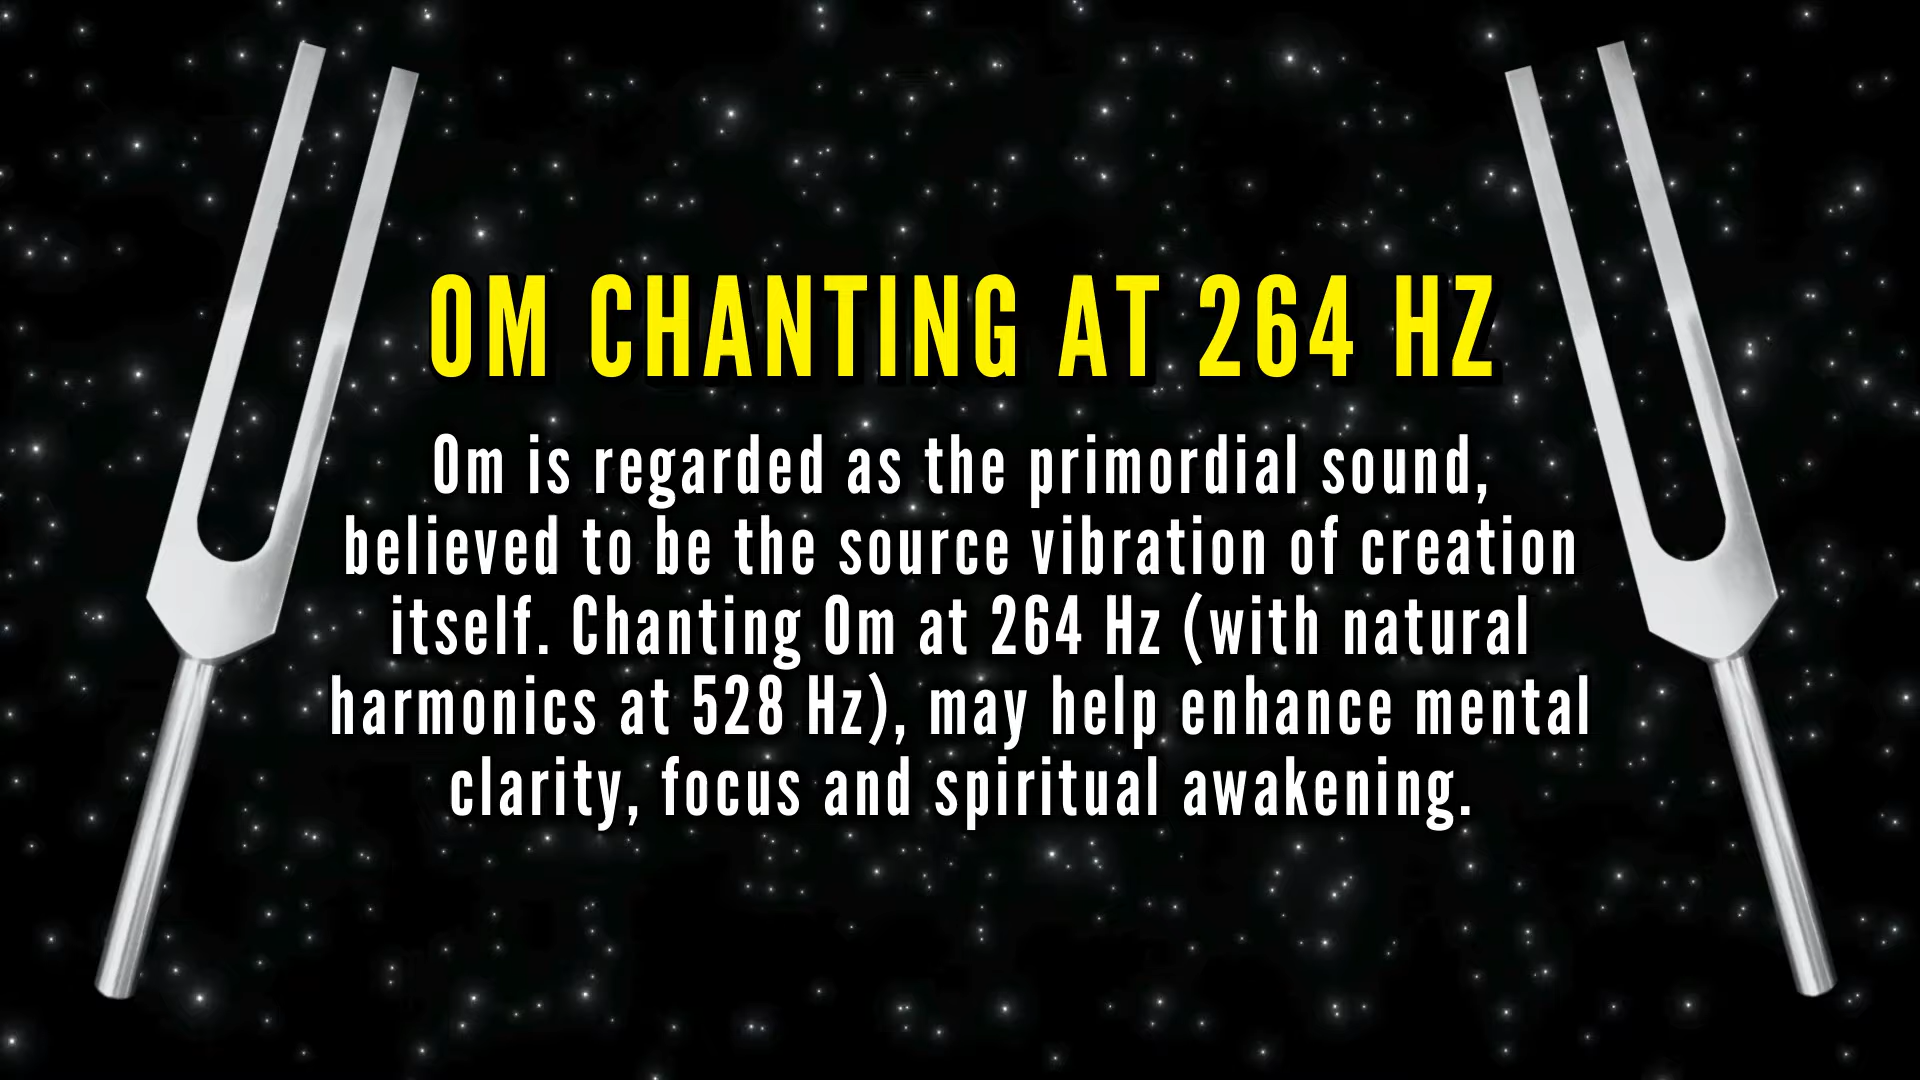 OM CHANTING AT 264 HZ
Om is regarded as the primordial sound,
believed to be the source vibration of creation
itself. Chanting Om at 264 Hz (with natural
harmonics at 528 Hz), may help enhance mental
clarity, focus and spiritual awakening.